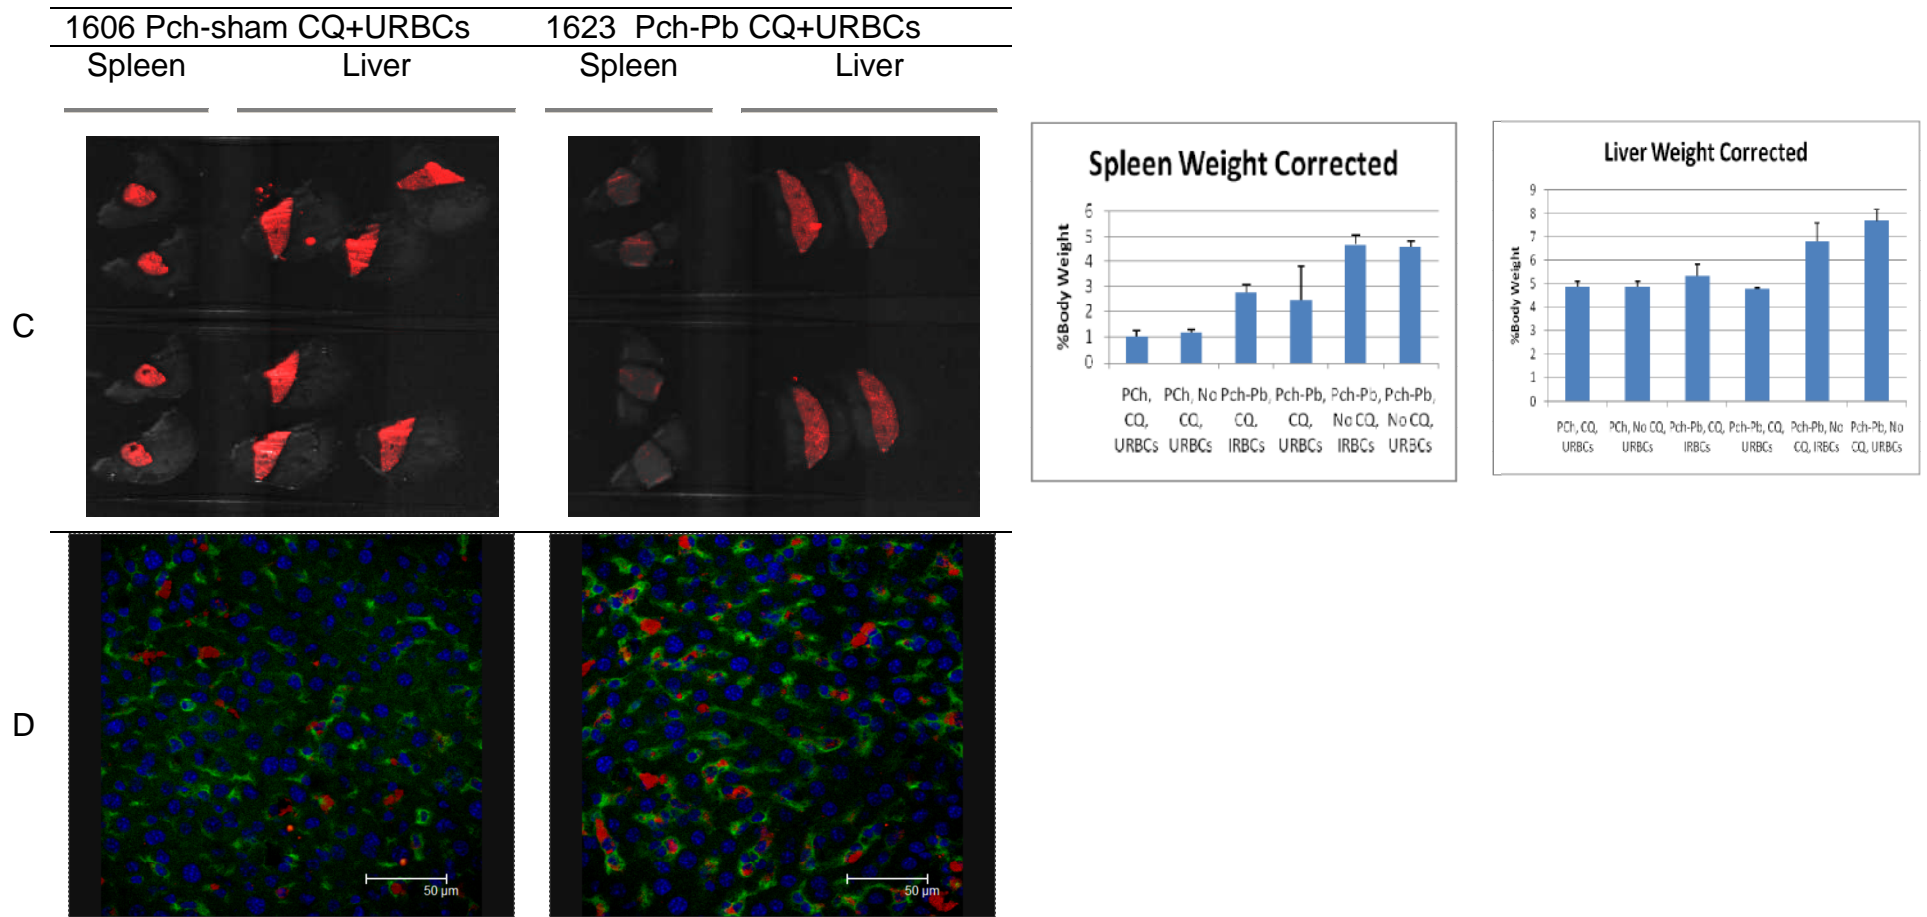 1606 Pch-sham CQ+URBCs
1623 Pch-Pb CQ+URBCs
Spleen
Liver
Spleen
Liver
C
Spleen Weight Corrected
%Body Weight
6
5
4
3
2
1
0
PCh, CQ, URBCs
PCh, No CQ, URBCs
Pch-Pb, CQ, IRBCs
Pch-Pb, CQ, URBCs
Pch-Pb, No CQ, IRBCs
Pch-Pb, No CQ, URBCs
Liver Weight Corrected
%Body Weight
9
8
7
6
5
4
3
2
1
0
PCh, CQ, URBCs
PCh, No CQ, URBCs
Pch-Pb, CQ, IRBCs
Pch-Pb, CQ, URBCs
Pch-Pb, No CQ, IRBCs
Pch-Pb, No CQ, URBCs
D
50 µm
50 µm